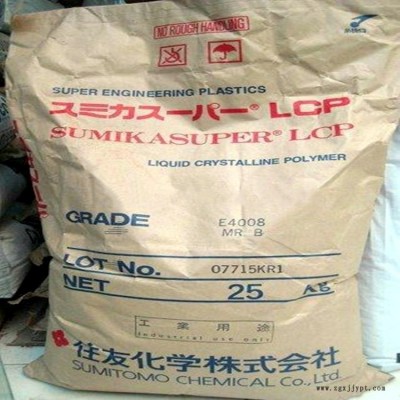 NO ROUGH HANDLING
SUPER ENGINEERING PLASTICS
スミカスーパー® LCP
SUMIKASUPER® LCP
LIQUID CRYSTALLINE POLYMER
GRADE E4008
MR B
LOT No. 07715KR1
NET 25 Kg
工業用途
Industrial use only
住友化学株式会社
SUMITOMO CHEMICAL Co., Ltd.
www.zgxjjypt.com